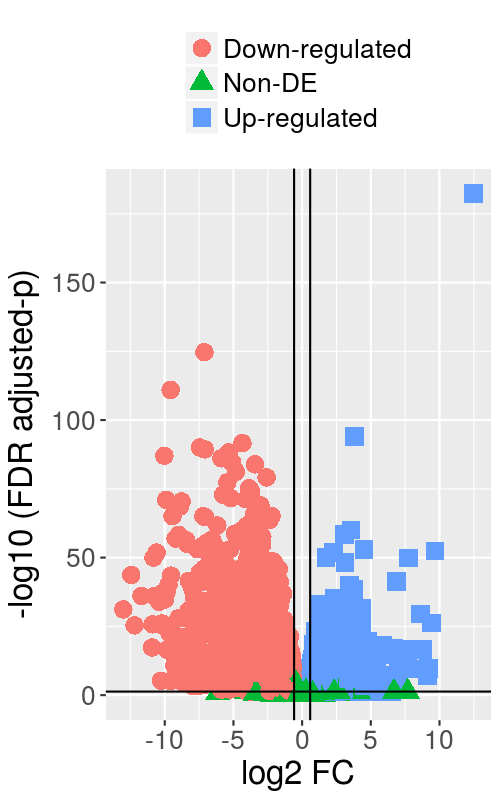 Down-regulated
Non-DE
Up-regulated
-log10 (FDR adjusted-p)
150
100
50
0
-10 -5 0 5 10
log2 FC